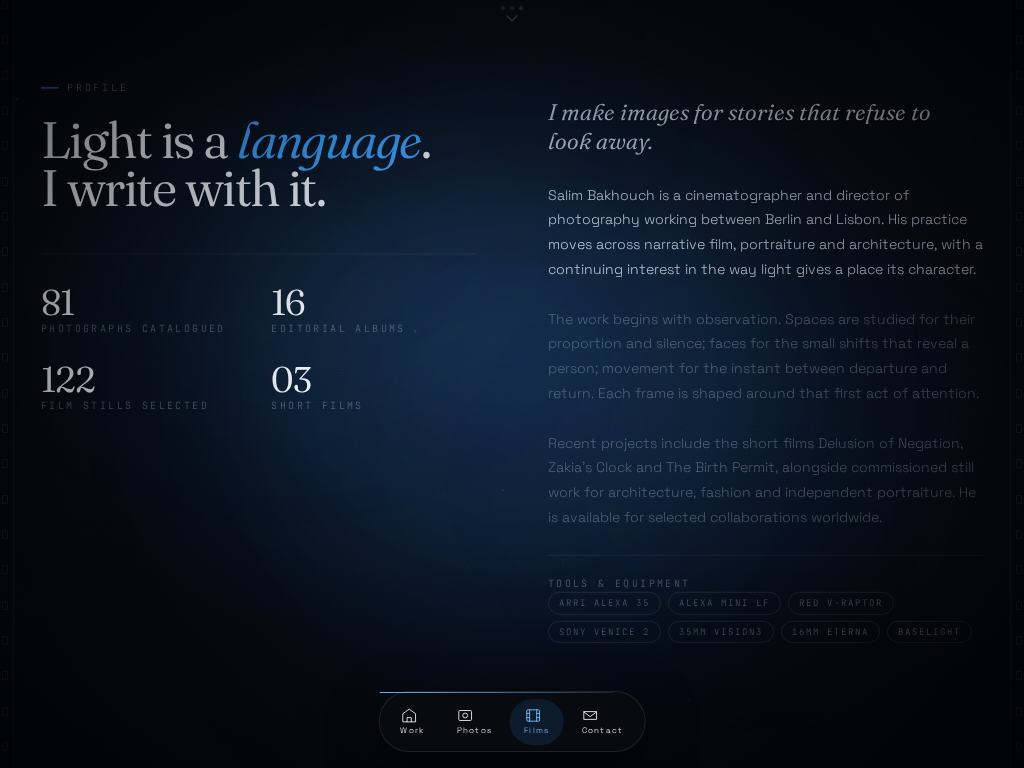 PROFILE
Light is a language.
I write with it.
81
PHOTOGRAPHS CATALOGUED
16
EDITORIAL ALBUMS
122
FILM STILLS SELECTED
03
SHORT FILMS
I make images for stories that refuse to
look away.
Salim Bakhouch is a cinematographer and director of
photography working between Berlin and Lisbon. His practice
moves across narrative film, portraiture and architecture, with a
continuing interest in the way light gives a place its character.
The work begins with observation. Spaces are studied for their
proportion and silence; faces for the small shifts that reveal a
person; movement for the instant between departure and
return. Each frame is shaped around that first act of attention.
Recent projects include the short films Delusion of Negation,
Zakia's Clock and The Birth Permit, alongside commissioned still
work for architecture, fashion and independent portraiture. He
is available for selected collaborations worldwide.
TOOLS & EQUIPMENT
ARRI ALEXA 35
ALEXA MINI LF
RED V-RAPTOR
SONY VENICE 2
35MM VISION3
16MM ETERNA
BASELIGHT
Work
Photos
Films
Contact